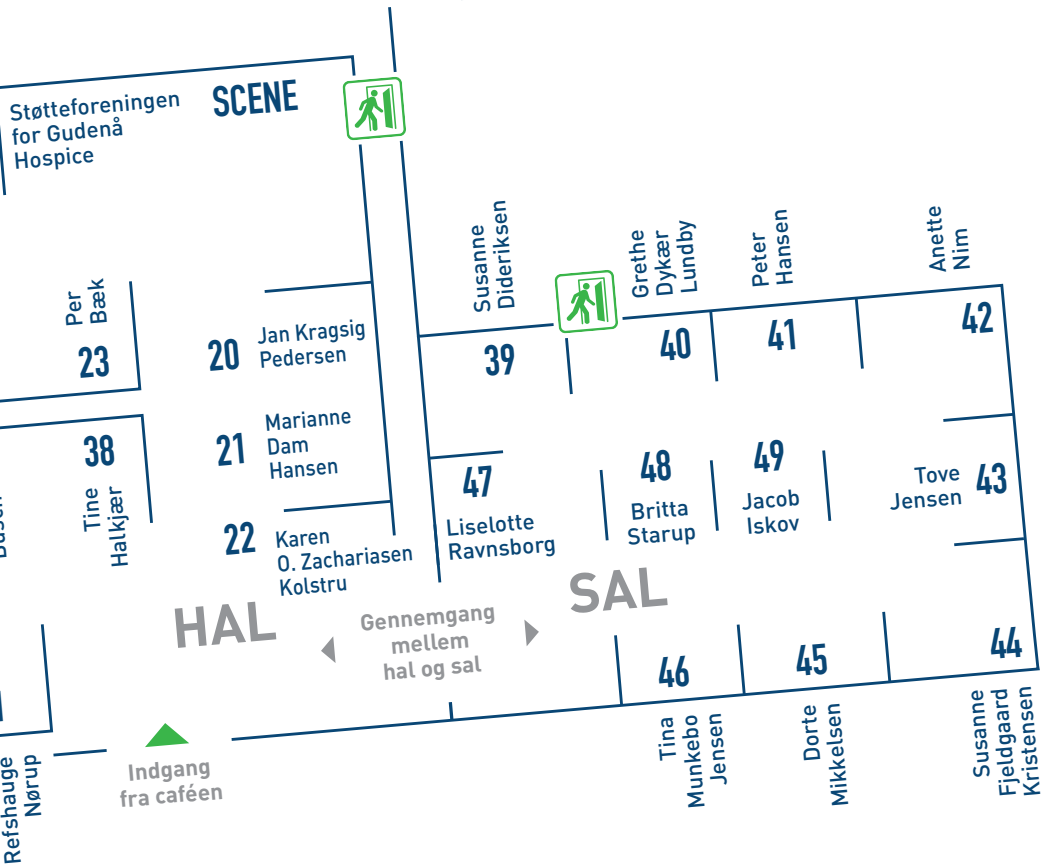 Støtteforeningen
for Gudenå
Hospice
SCENE
Per
Bæk
23
20
Jan Kragsig
Pedersen
21
Marianne
Dam
Hansen
38
Tine
Halkjær
22
Karen
O. Zachariasen
Kolstru
HAL
Gennemgang
mellem
hal og sal
SAL
Susanne
Dideriksen
39
Grethe
Dykær
Lundby
40
Peter
Hansen
41
Anette
Nim
42
47
Liselotte
Ravnsborg
48
Britta
Starup
49
Jacob
Iskov
Tove
Jensen
43
44
Susanne
Fjeldgaard
Kristensen
45
Dorte
Mikkelsen
46
Tina
Munkebo
Jensen
Indgang
fra caféen
Refshauge
Nørup